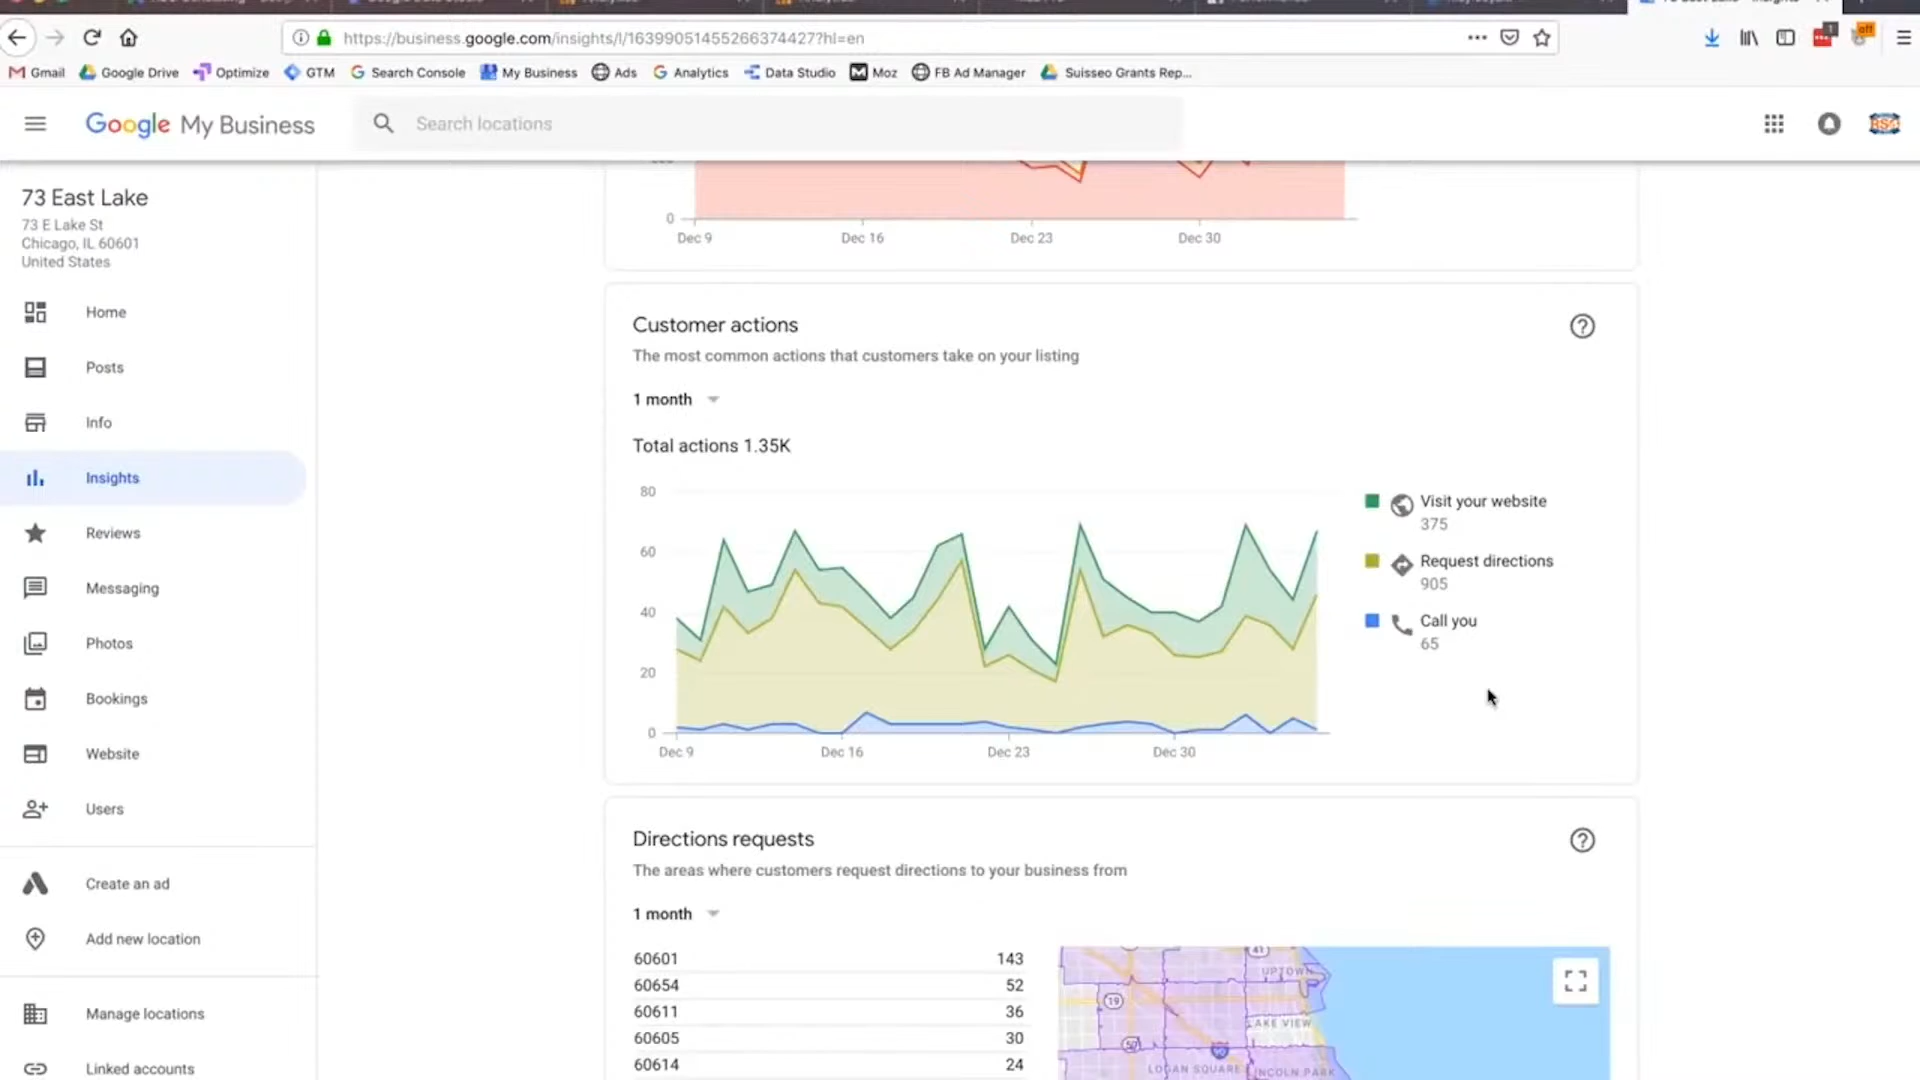 https://business.google.com/insights/l/16399051455266374427?hl=en
1
off
Gmail Google Drive Optimize GTM Search Console My Business Ads Analytics Data Studio Moz FB Ad Manager Suisseo Grants Rep...
Google My Business
Search locations
73 East Lake
73 E Lake St
Chicago, IL 60601
United States
Home
Posts
Info
Insights
Reviews
Messaging
Photos
Bookings
Website
Users
Create an ad
Add new location
Manage locations
Linked accounts
0
Dec 9 Dec 16 Dec 23 Dec 30
Customer actions
The most common actions that customers take on your listing
1 month
Total actions 1.35K
80
60
40
20
0
Dec 9 Dec 16 Dec 23 Dec 30
Visit your website
375
Request directions
905
Call you
65
Directions requests
The areas where customers request directions to your business from
1 month
60601 143
60654 52
60611 36
60605 30
60614 24
41
UPTOWN
19
LAKE VIEW
50
90
LOGAN SQUARE
LINCOLN PARK